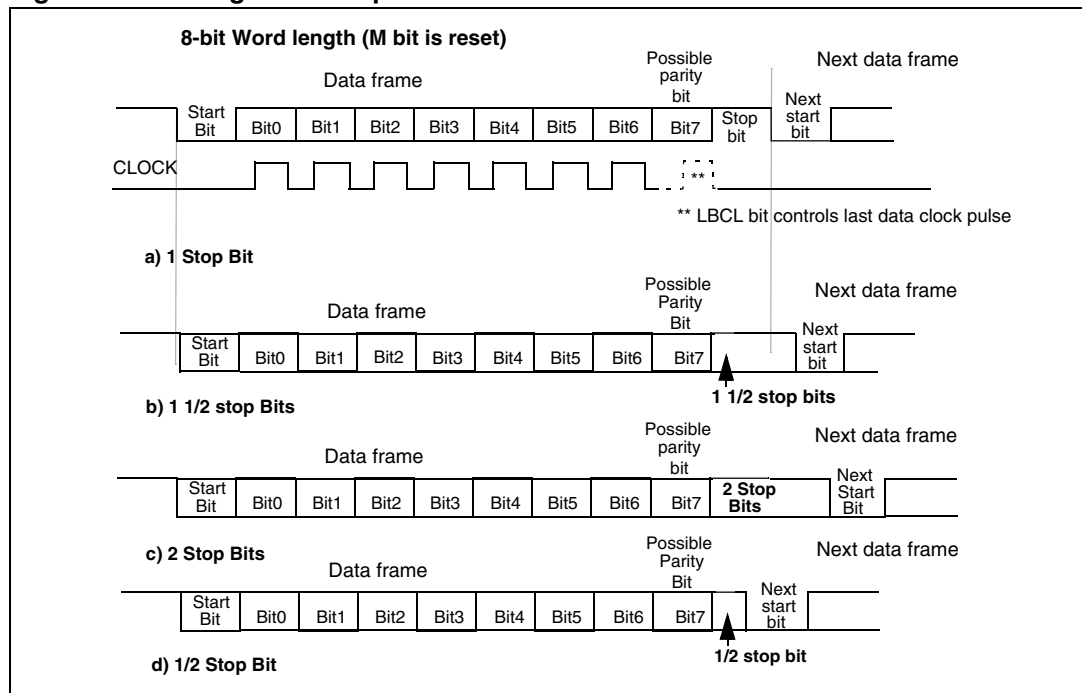 8-bit Word length (M bit is reset)
Data frame
Possible
parity
bit
Next data frame
Start
Bit
Bit0
Bit1
Bit2
Bit3
Bit4
Bit5
Bit6
Bit7
Stop
bit
Next
start
bit
CLOCK
**
** LBCL bit controls last data clock pulse
a) 1 Stop Bit
Data frame
Possible
Parity
Bit
Next data frame
Start
Bit
Bit0
Bit1
Bit2
Bit3
Bit4
Bit5
Bit6
Bit7
Next
start
bit
1 1/2 stop bits
b) 1 1/2 stop Bits
Data frame
Possible
parity
bit
Next data frame
Start
Bit
Bit0
Bit1
Bit2
Bit3
Bit4
Bit5
Bit6
Bit7
2 Stop
Bits
Next
Start
Bit
c) 2 Stop Bits
Data frame
Possible
Parity
Bit
Next data frame
Start
Bit
Bit0
Bit1
Bit2
Bit3
Bit4
Bit5
Bit6
Bit7
Next
start
bit
1/2 stop bit
d) 1/2 Stop Bit